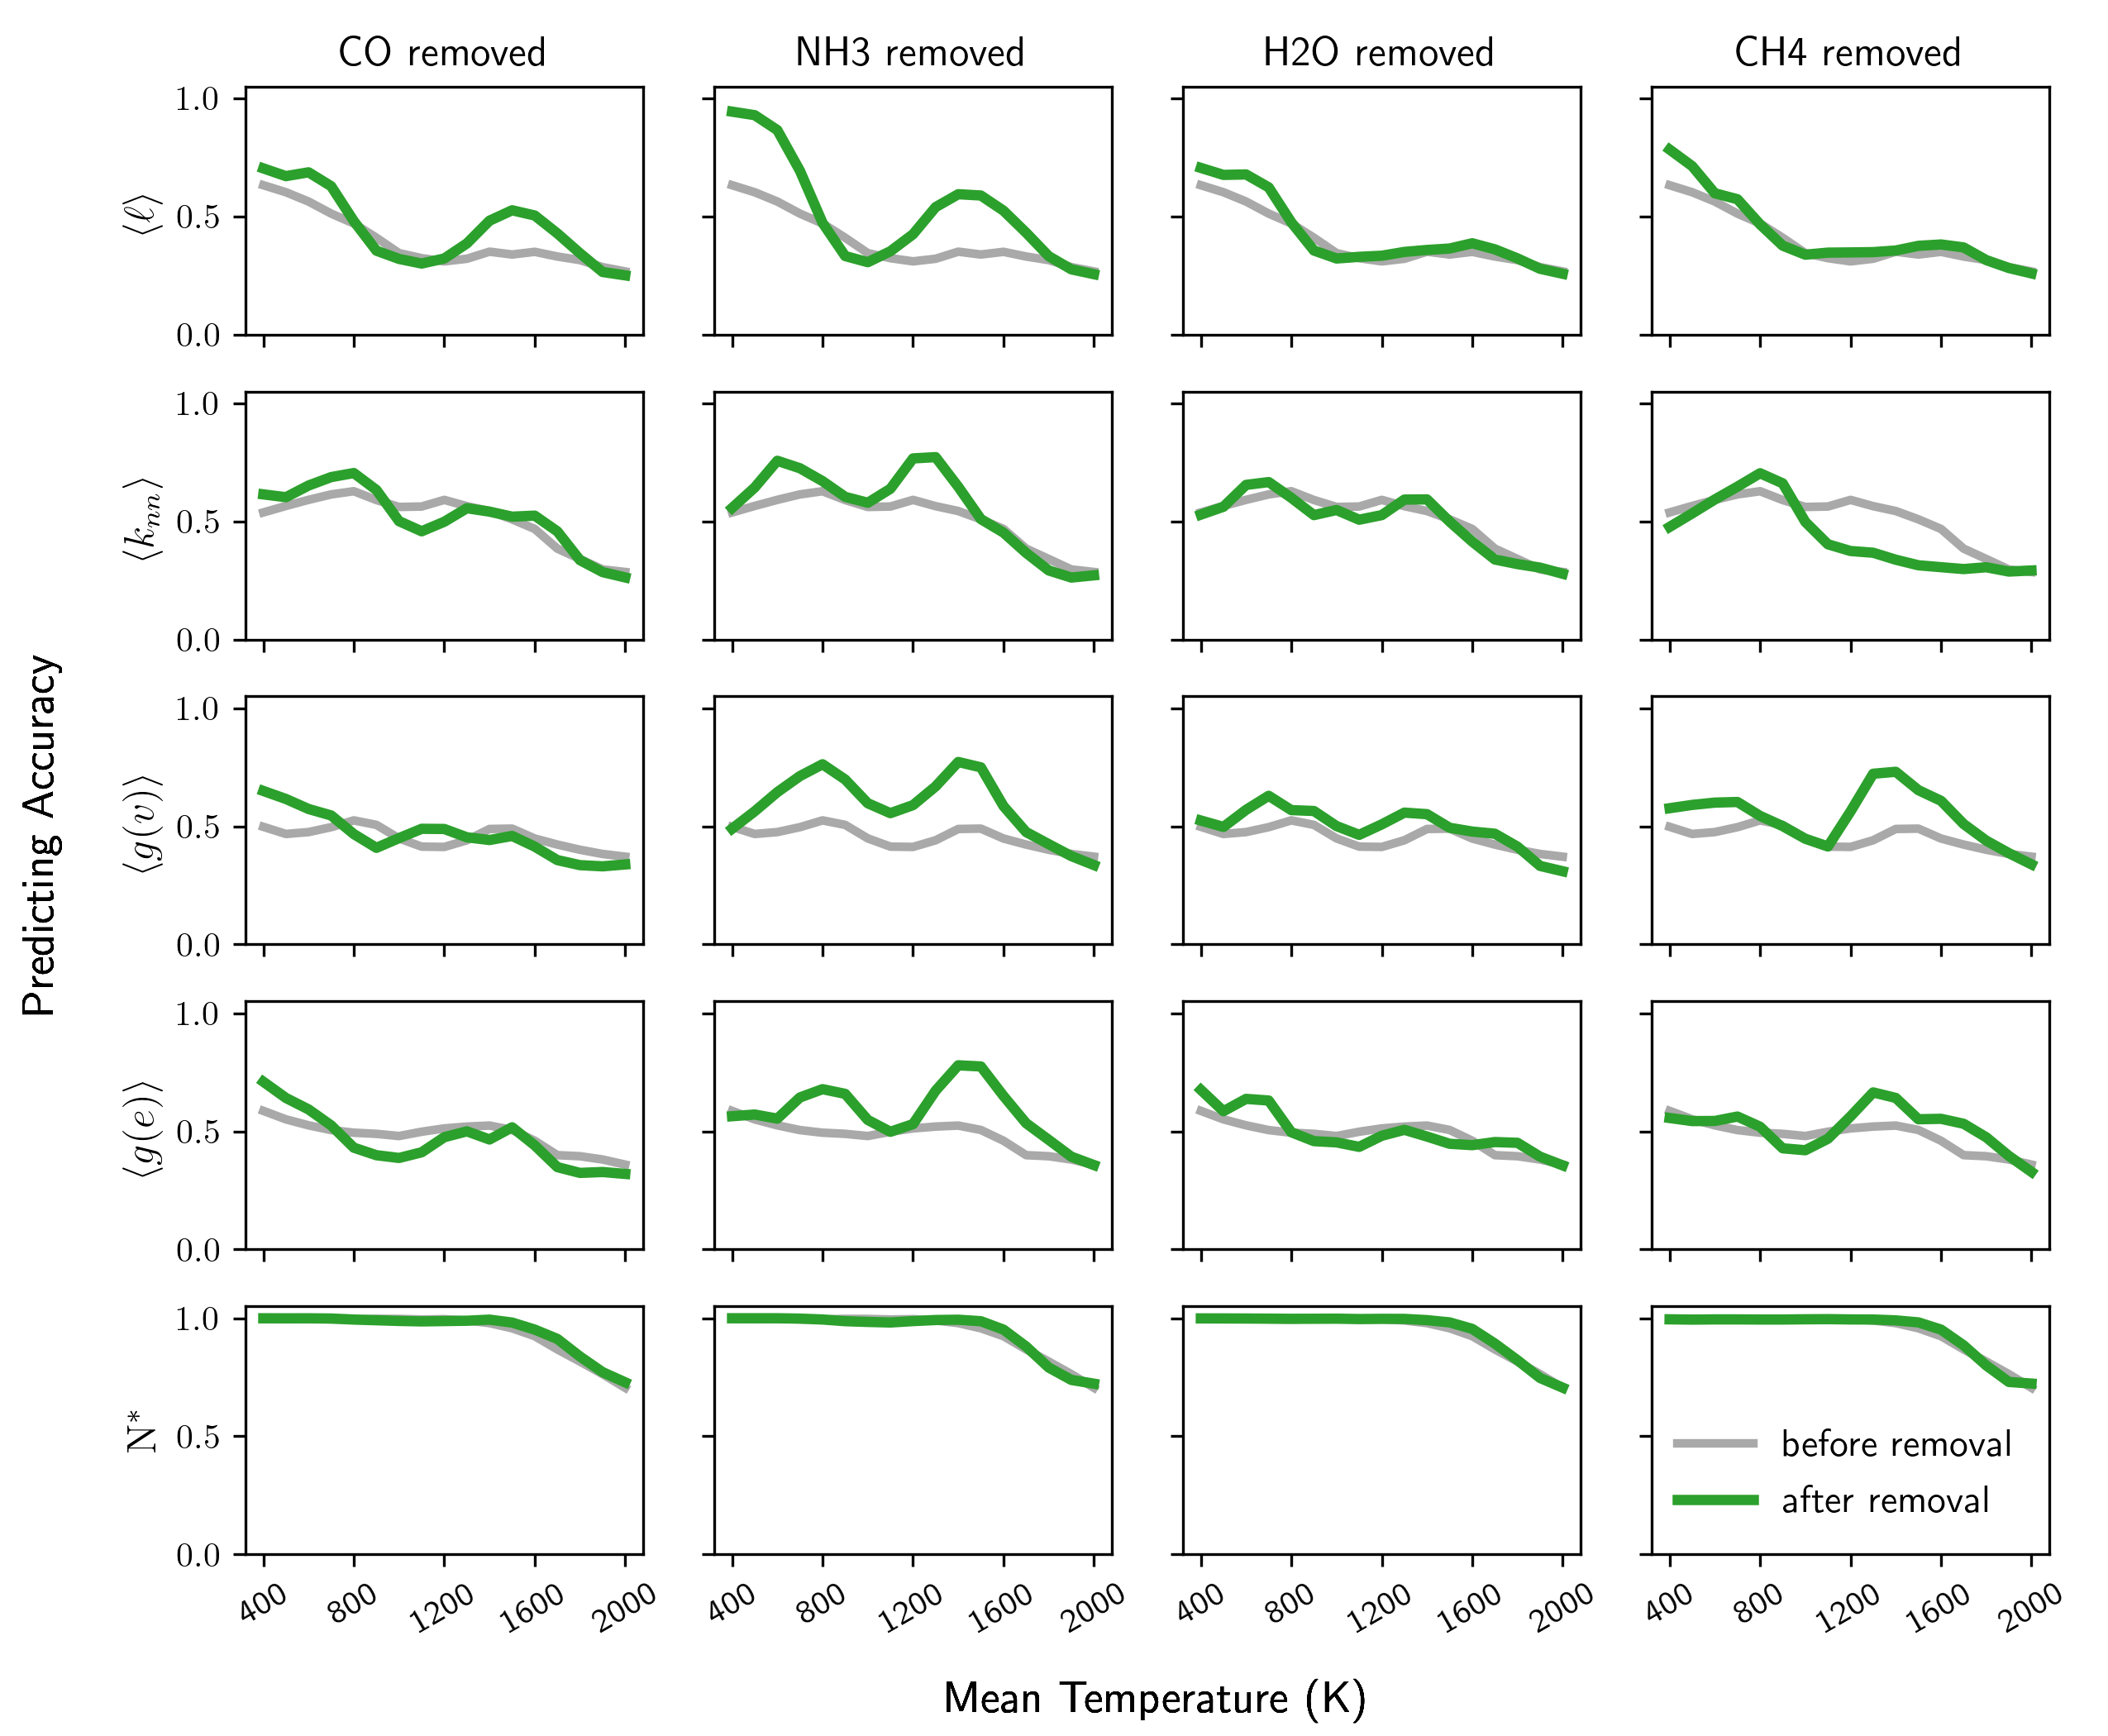 CO removed
NH3 removed
H2O removed
CH4 removed
Predicting Accuracy
⟨ℓ⟩
1.0
0.5
0.0
⟨k_{nn}⟩
1.0
0.5
0.0
⟨g(v)⟩
1.0
0.5
0.0
⟨g(e)⟩
1.0
0.5
0.0
N*
1.0
0.5
0.0
before removal
after removal
400 800 1200 1600 2000
400 800 1200 1600 2000
400 800 1200 1600 2000
400 800 1200 1600 2000
Mean Temperature (K)